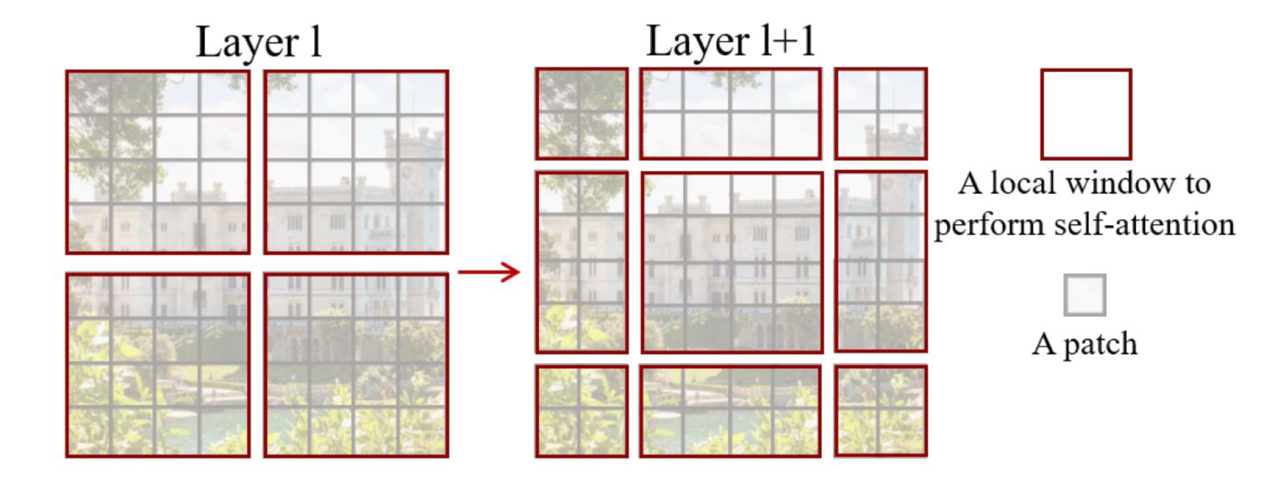 Layer l
Layer l+1
A local window to
perform self-attention
A patch